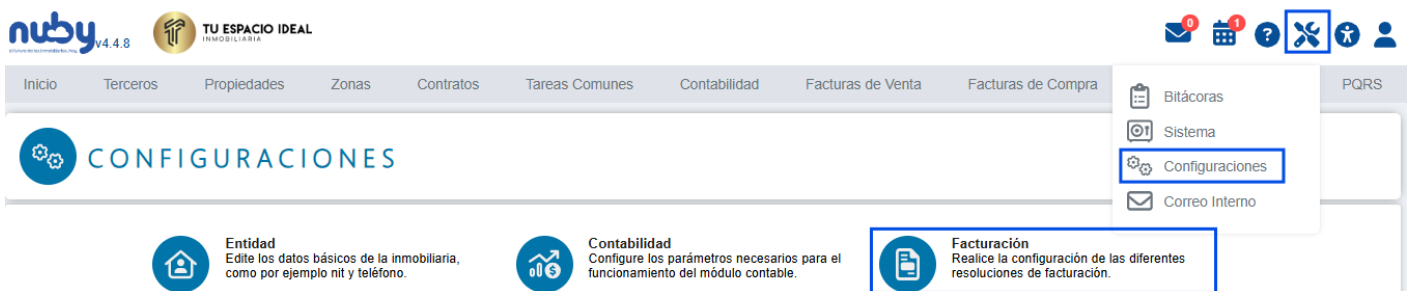 nuby v4.4.8
TU ESPACIO IDEAL
INMOBILIARIA
0
1
?
Inicio
Terceros
Propiedades
Zonas
Contratos
Tareas Comunes
Contabilidad
Facturas de Venta
Facturas de Compra
PQRS
Bitácoras
Sistema
Configuraciones
Correo Interno
CONFIGURACIONES
Entidad
Edite los datos básicos de la inmobiliaria,
como por ejemplo nit y teléfono.
Contabilidad
Configure los parámetros necesarios para el
funcionamiento del módulo contable.
Facturación
Realice la configuración de las diferentes
resoluciones de facturación.